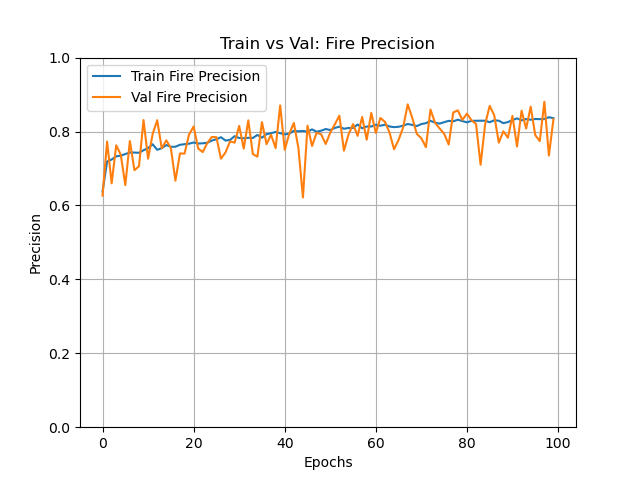 Train vs Val: Fire Precision
Train Fire Precision
Val Fire Precision
Precision
1.0
0.8
0.6
0.4
0.2
0.0
0 20 40 60 80 100
Epochs